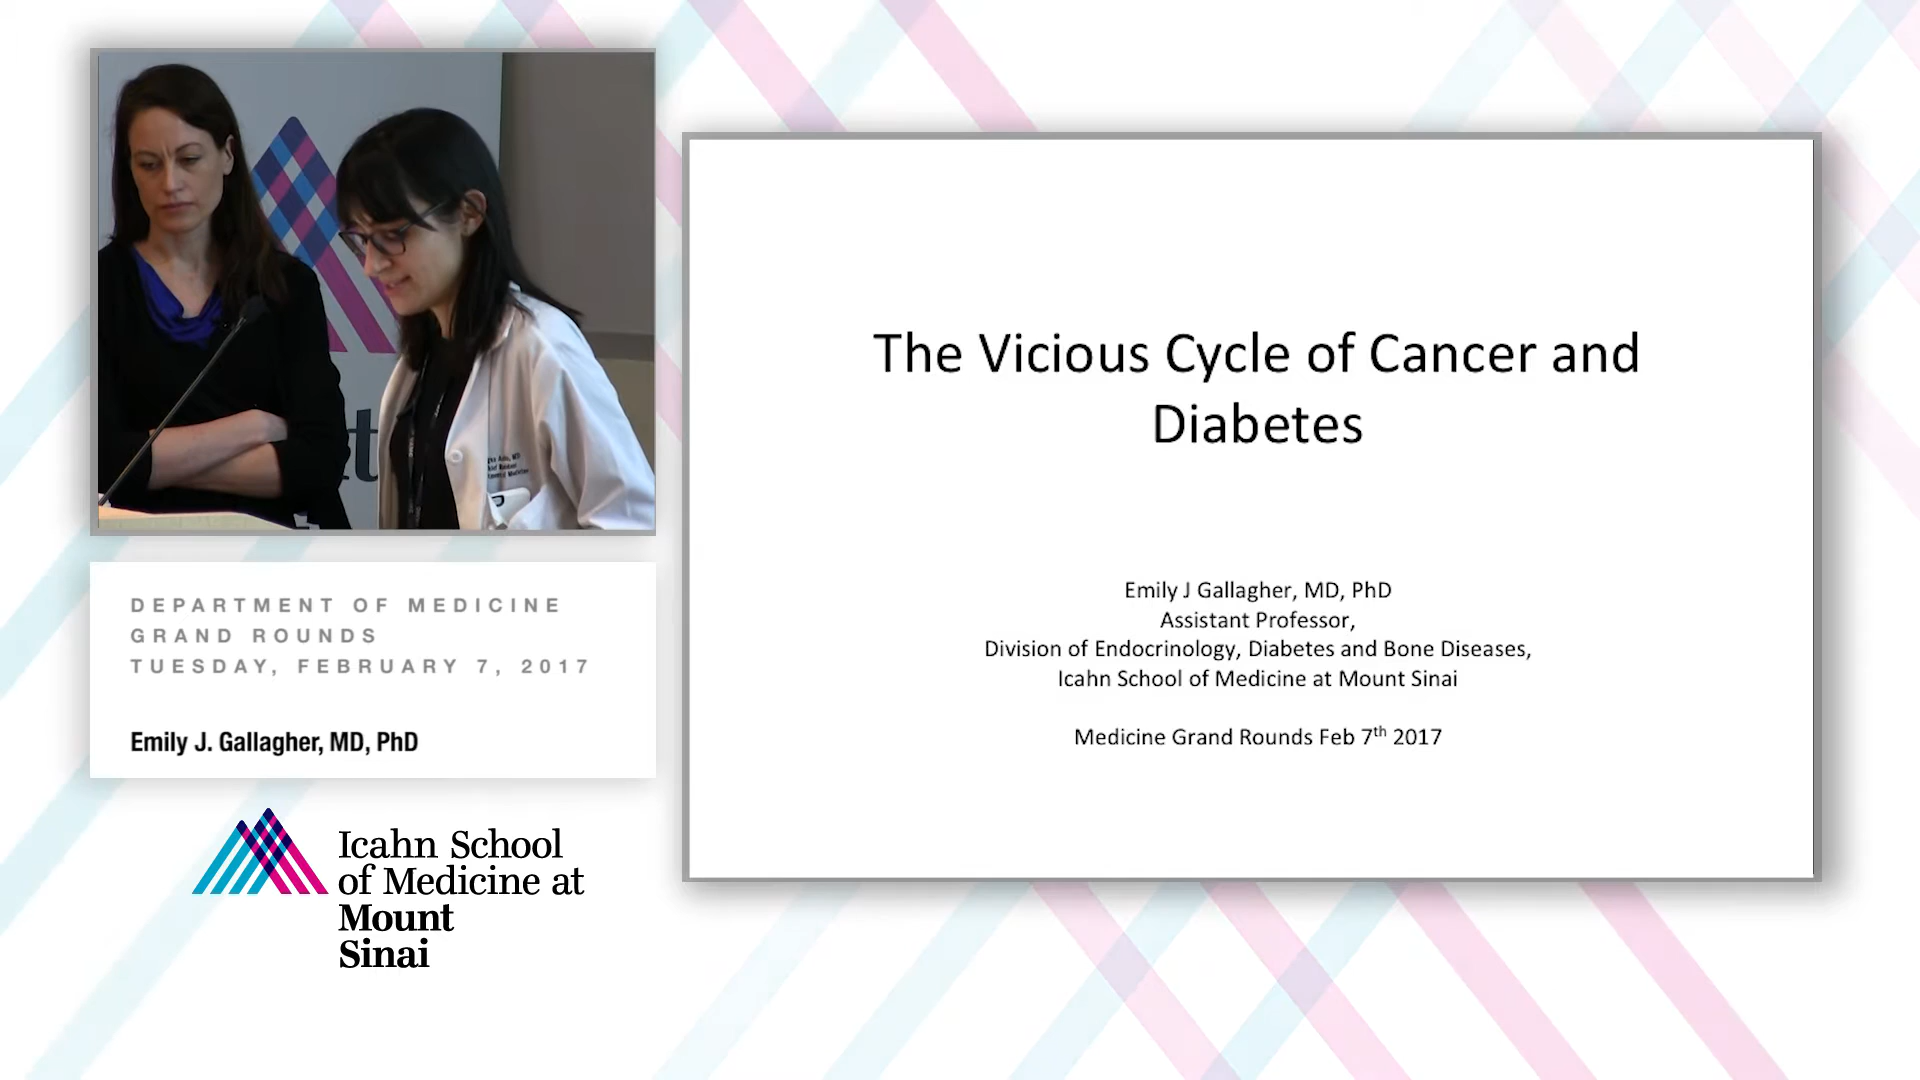 DEPARTMENT OF MEDICINE
GRAND ROUNDS
TUESDAY, FEBRUARY 7, 2017
Emily J. Gallagher, MD, PhD
Icahn School
of Medicine at
Mount
Sinai
The Vicious Cycle of Cancer and
Diabetes
Emily J Gallagher, MD, PhD
Assistant Professor,
Division of Endocrinology, Diabetes and Bone Diseases,
Icahn School of Medicine at Mount Sinai
Medicine Grand Rounds Feb 7th 2017